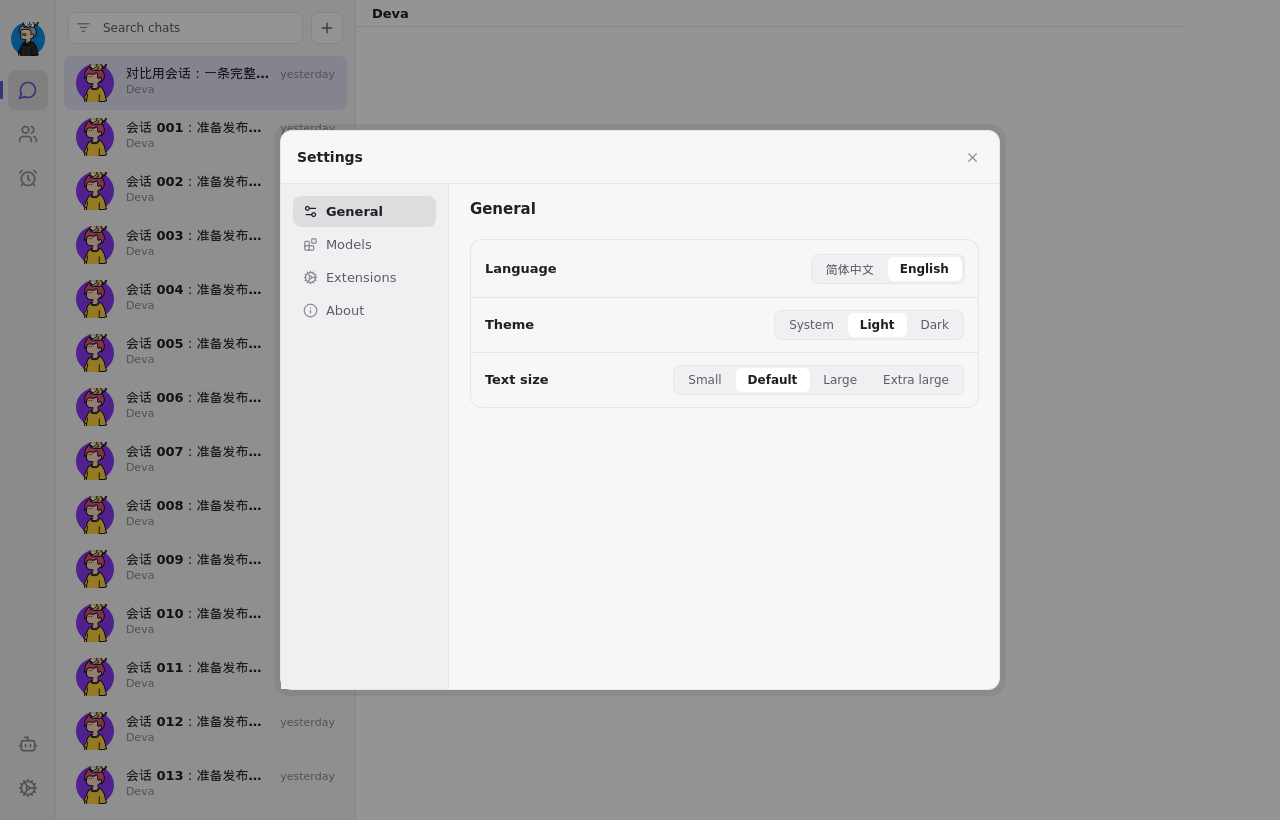 Search chats
Deva
对比用会话：一条完整...
yesterday
Deva
会话 001：准备发布...
yesterday
Deva
会话 002：准备发布...
Deva
会话 003：准备发布...
Deva
会话 004：准备发布...
Deva
会话 005：准备发布...
Deva
会话 006：准备发布...
Deva
会话 007：准备发布...
Deva
会话 008：准备发布...
Deva
会话 009：准备发布...
Deva
会话 010：准备发布...
Deva
会话 011：准备发布...
Deva
会话 012：准备发布...
yesterday
Deva
会话 013：准备发布...
yesterday
Deva
Settings
General
Models
Extensions
About
General
Language
简体中文
English
Theme
System
Light
Dark
Text size
Small
Default
Large
Extra large